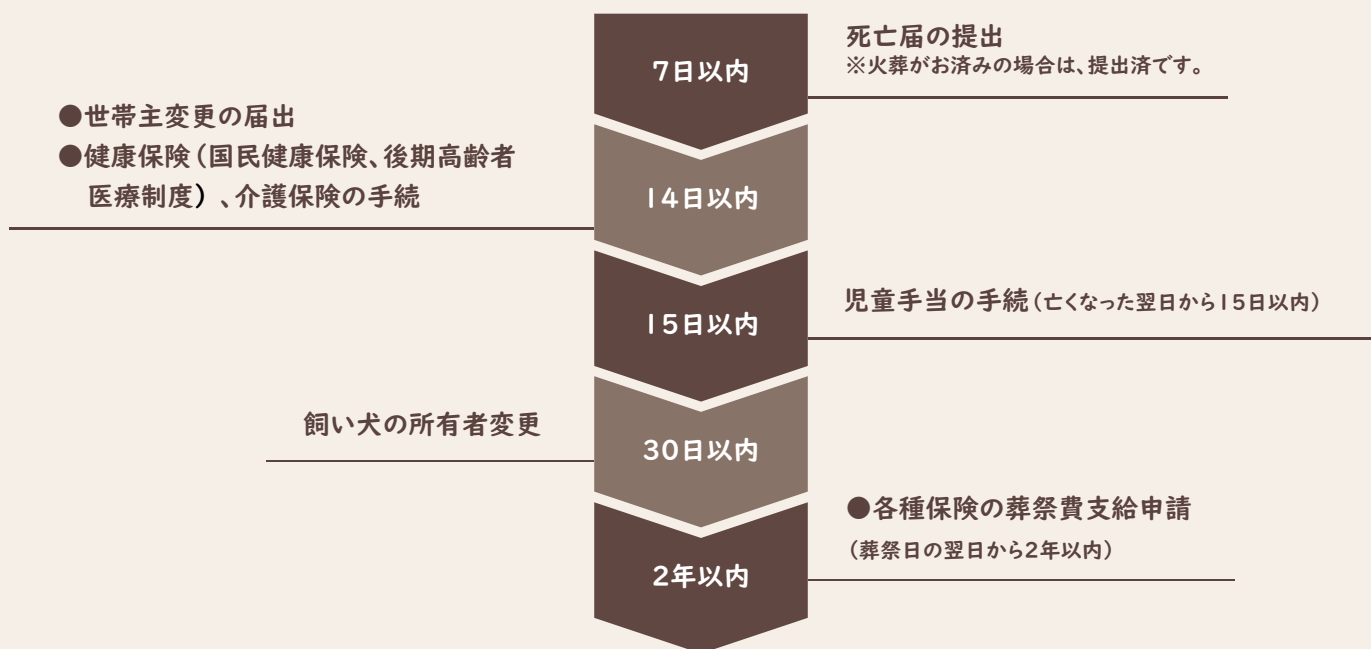 7日以内
死亡届の提出
※火葬がお済みの場合は、提出済です。
●世帯主変更の届出
●健康保険（国民健康保険、後期高齢者
医療制度）、介護保険の手続
14日以内
15日以内
児童手当の手続（亡くなった翌日から15日以内）
飼い犬の所有者変更
30日以内
●各種保険の葬祭費支給申請
（葬祭日の翌日から2年以内）
2年以内